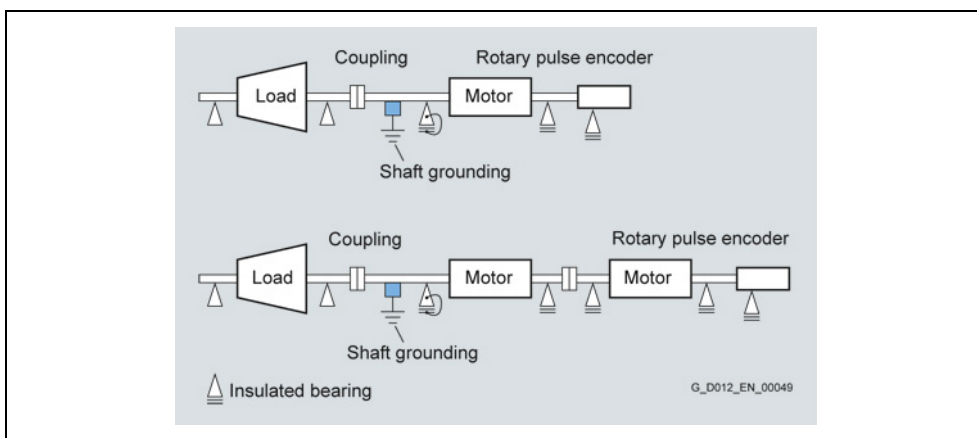 Coupling Rotary pulse encoder
Load Motor
Shaft grounding
Coupling Rotary pulse encoder
Load Motor Motor
Shaft grounding
Insulated bearing G_D012_EN_00049